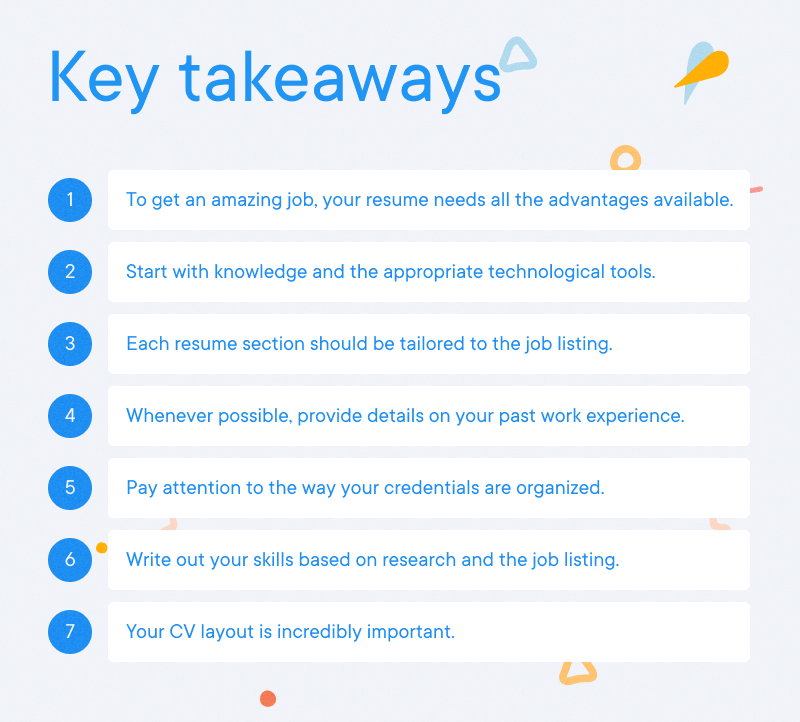 Key takeaways
1 To get an amazing job, your resume needs all the advantages available.
2 Start with knowledge and the appropriate technological tools.
3 Each resume section should be tailored to the job listing.
4 Whenever possible, provide details on your past work experience.
5 Pay attention to the way your credentials are organized.
6 Write out your skills based on research and the job listing.
7 Your CV layout is incredibly important.